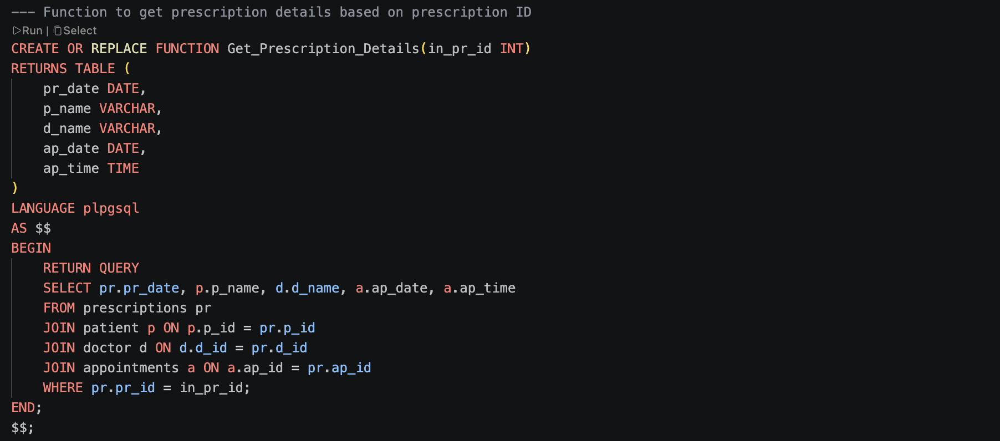 --- Function to get prescription details based on prescription ID
Run | Select
CREATE OR REPLACE FUNCTION Get_Prescription_Details(in_pr_id INT)
RETURNS TABLE (
    pr_date DATE,
    p_name VARCHAR,
    d_name VARCHAR,
    ap_date DATE,
    ap_time TIME
)
LANGUAGE plpgsql
AS $$
BEGIN
    RETURN QUERY
    SELECT pr.pr_date, p.p_name, d.d_name, a.ap_date, a.ap_time
    FROM prescriptions pr
    JOIN patient p ON p.p_id = pr.p_id
    JOIN doctor d ON d.d_id = pr.d_id
    JOIN appointments a ON a.ap_id = pr.ap_id
    WHERE pr.pr_id = in_pr_id;
END;
$$;